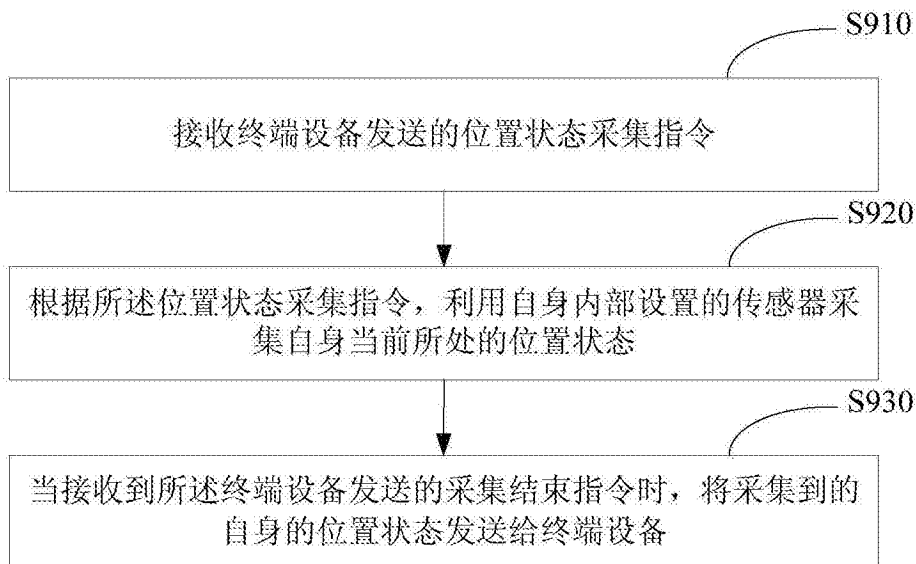 S910
接收终端设备发送的位置状态采集指令
S920
根据所述位置状态采集指令，利用自身内部设置的传感器采
集自身当前所处的位置状态
S930
当接收到所述终端设备发送的采集结束指令时，将采集到的
自身的位置状态发送给终端设备